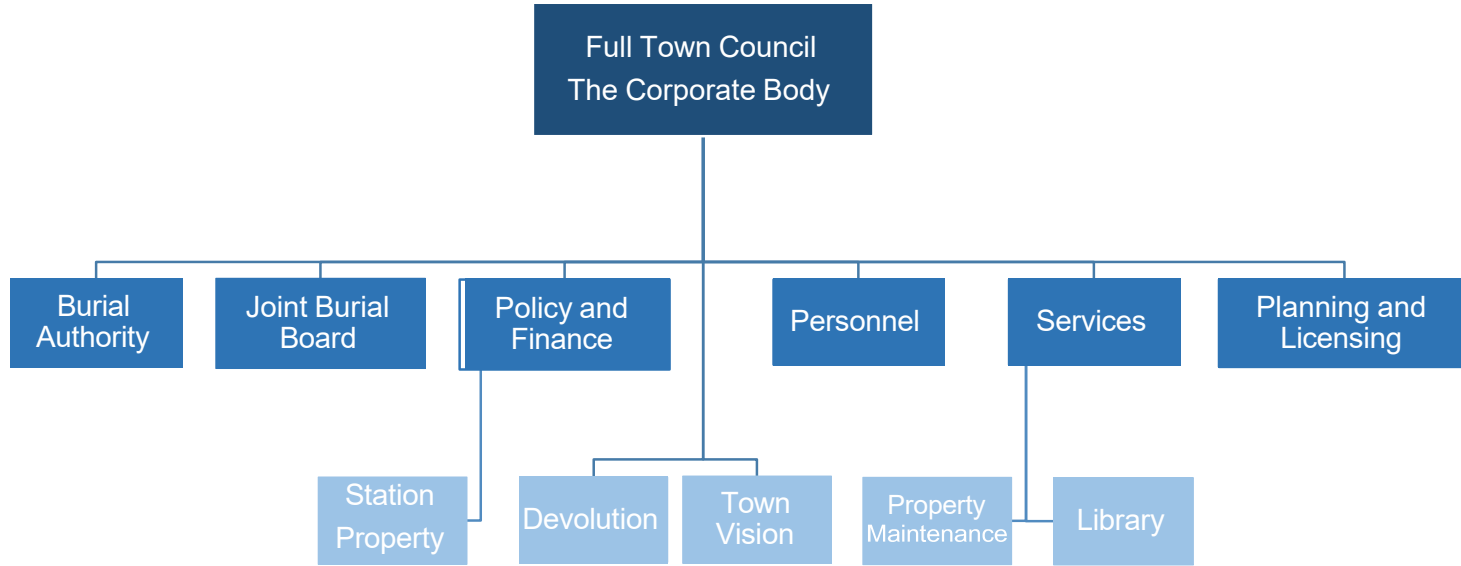 Full Town Council
The Corporate Body
Burial
Authority
Joint Burial
Board
Policy and
Finance
Personnel
Services
Planning and
Licensing
Station
Property
Devolution
Town
Vision
Property
Maintenance
Library